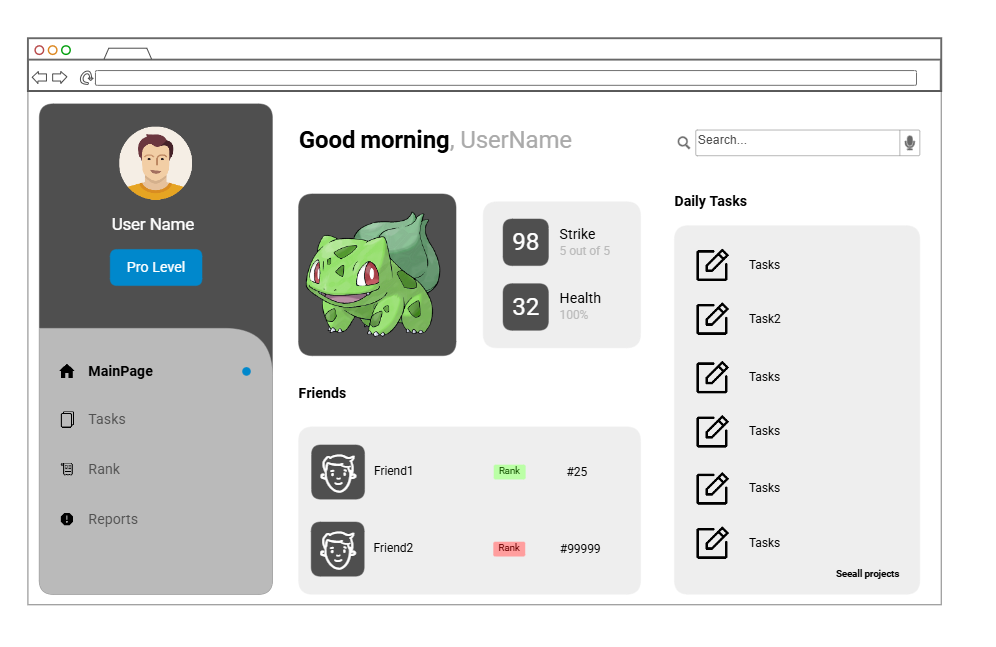 User Name
Pro Level
MainPage
Tasks
Rank
Reports
Good morning, UserName
Search...
98
Strike
5 out of 5
32
Health
100%
Friends
Friend1
Rank
#25
Friend2
Rank
#99999
Daily Tasks
Tasks
Task2
Tasks
Tasks
Tasks
Tasks
Seeall projects